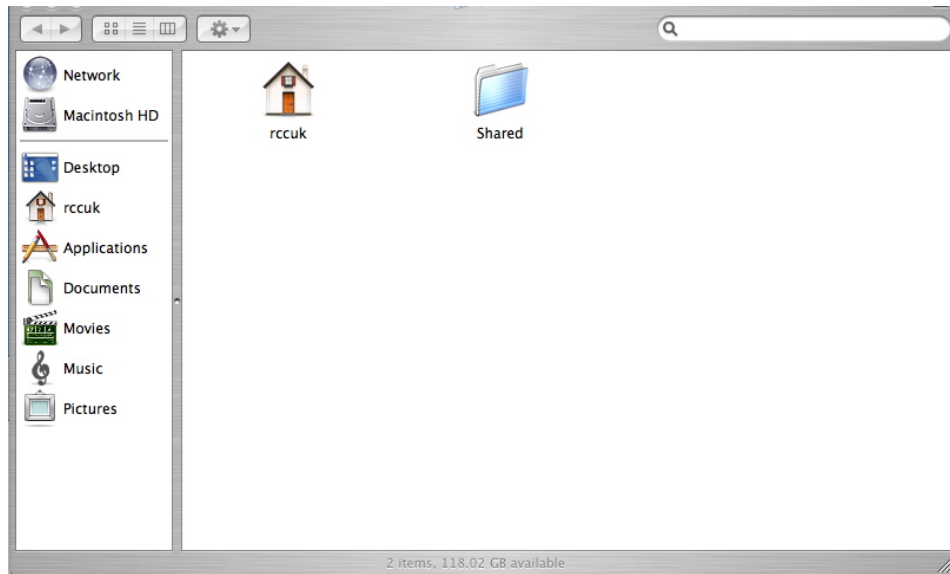 Network
Macintosh HD
Desktop
rccuk
Applications
Documents
Movies
Music
Pictures
rccuk
Shared
2 items, 118.02 GB available